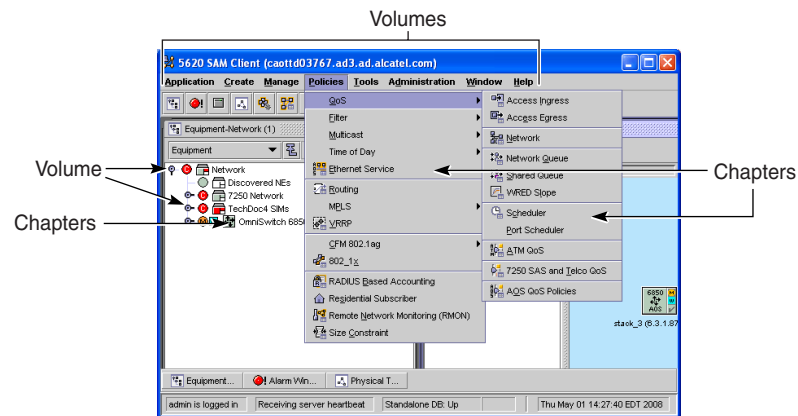 Volumes
5620 SAM Client (caottd03767.ad3.ad.alcatel.com)
Application Create Manage Policies Tools Administration Window Help
Equipment-Network (1)
Equipment
Volume
Network
Discovered NEs
7250 Network
TechDoc4 SIMs
Chapters
OmniSwitch 685
QoS
Filter
Multicast
Time of Day
Ethernet Service
Routing
MPLS
VRRP
CFM 802.1ag
802_1x
RADIUS Based Accounting
Residential Subscriber
Remote Network Monitoring (RMON)
Size Constraint
Access Ingress
Access Egress
Network
Network Queue
Shared Queue
WRED Slope
Scheduler
Port Scheduler
ATM QoS
7250 SAS and Telco QoS
AOS QoS Policies
Chapters
6850
AOS
stack_3 (6.3.1.87
Equipment... Alarm Win... Physical T...
admin is logged in Receiving server heartbeat Standalone DB: Up Thu May 01 14:27:40 EDT 2008